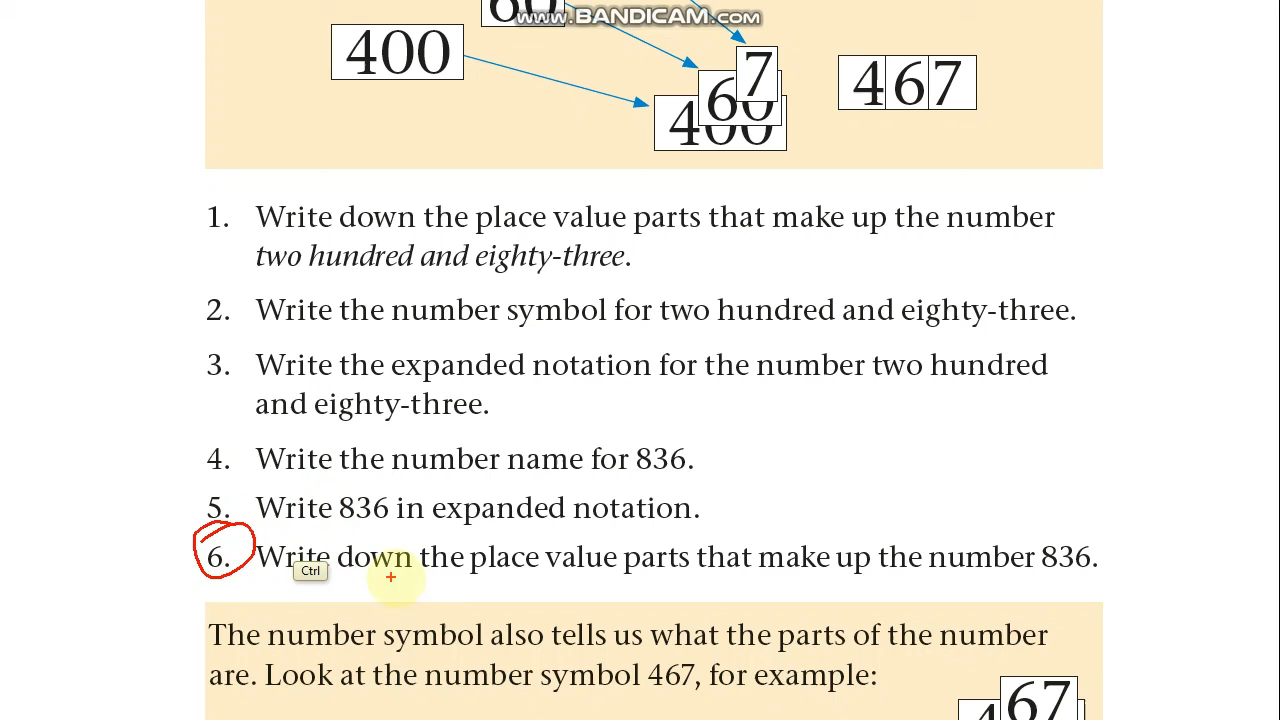 60
www.BANDICAM.com
400
7
60
400
467
1. Write down the place value parts that make up the number
two hundred and eighty-three.
2. Write the number symbol for two hundred and eighty-three.
3. Write the expanded notation for the number two hundred
and eighty-three.
4. Write the number name for 836.
5. Write 836 in expanded notation.
6. Write down the place value parts that make up the number 836.
Ctrl
The number symbol also tells us what the parts of the number
are. Look at the number symbol 467, for example:
67
4